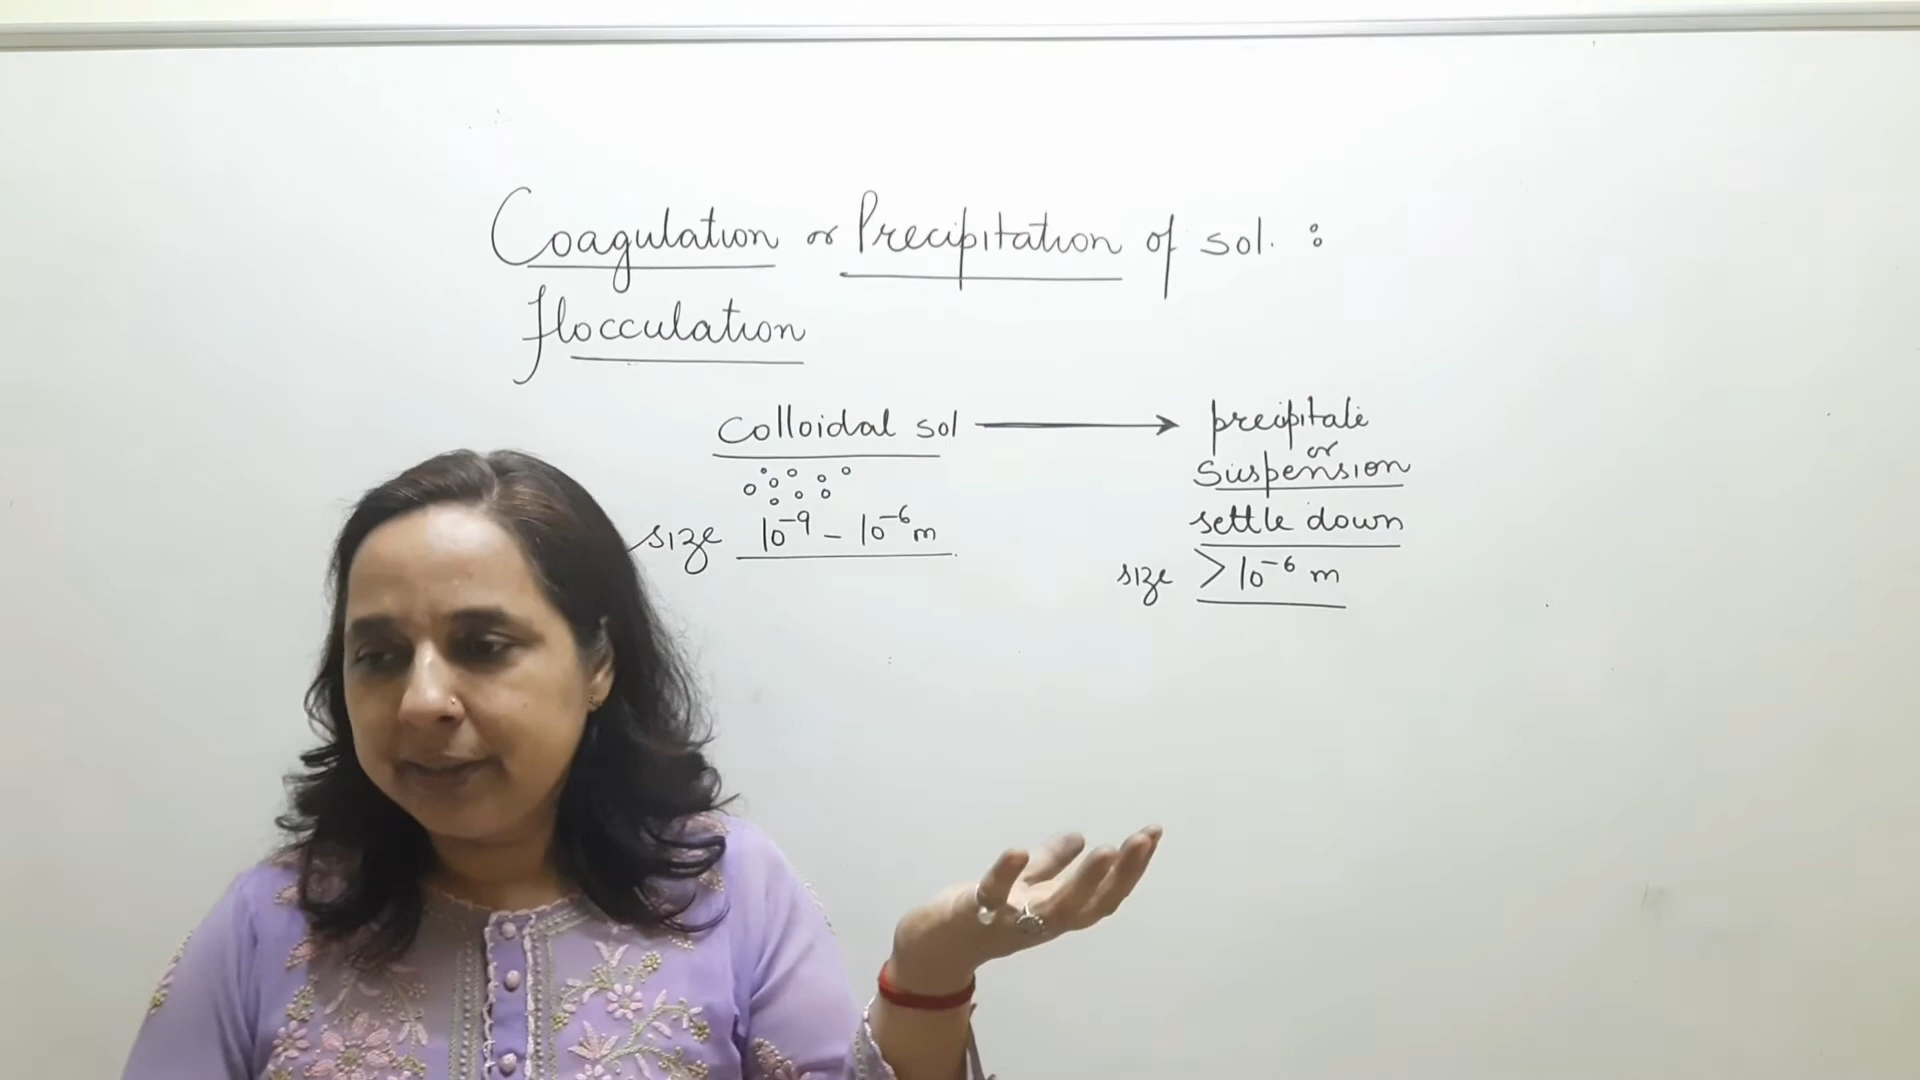 Coagulation or Precipitation of sol. :
flocculation
colloidal sol → precipitate
or
suspension
settle down
size 10⁻⁹ – 10⁻⁶ m
size > 10⁻⁶ m